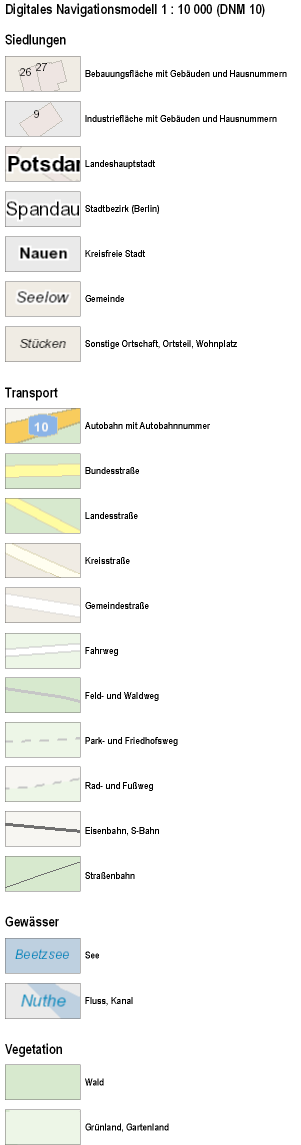 Digitales Navigationsmodell 1 : 10 000 (DNM 10)
Siedlungen
26 27
Bebauungsfläche mit Gebäuden und Hausnummern
9
Industriefläche mit Gebäuden und Hausnummern
Potsdam
Landeshauptstadt
Spandau
Stadtbezirk (Berlin)
Nauen
Kreisfreie Stadt
Seelow
Gemeinde
Stücken
Sonstige Ortschaft, Ortsteil, Wohnplatz
Transport
10
Autobahn mit Autobahnnummer
Bundesstraße
Landesstraße
Kreisstraße
Gemeindestraße
Fahrweg
Feld- und Waldweg
Park- und Friedhofsweg
Rad- und Fußweg
Eisenbahn, S-Bahn
Straßenbahn
Gewässer
Beetzsee
See
Nuthe
Fluss, Kanal
Vegetation
Wald
Grünland, Gartenland